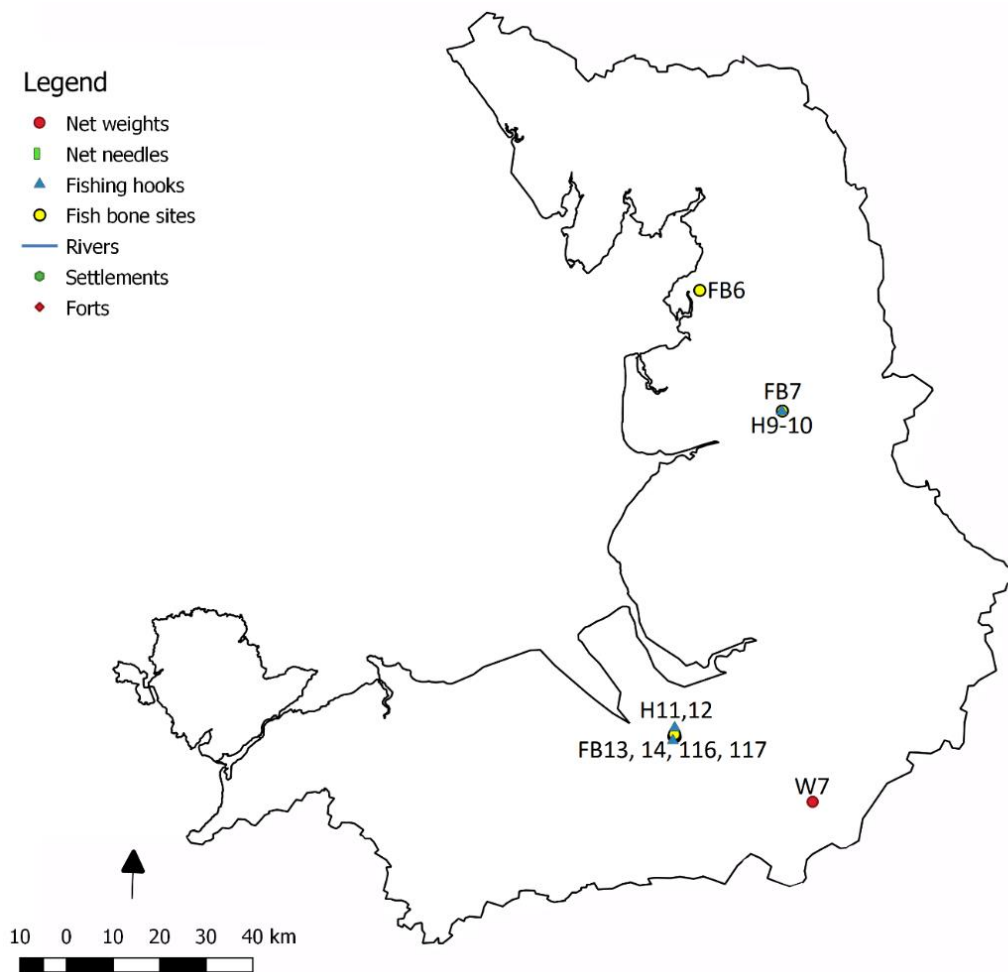 Legend
Net weights
Net needles
Fishing hooks
Fish bone sites
Rivers
Settlements
Forts
FB6
FB7
H9-10
H11,12
FB13, 14, 116, 117
W7
10 0 10 20 30 40 km